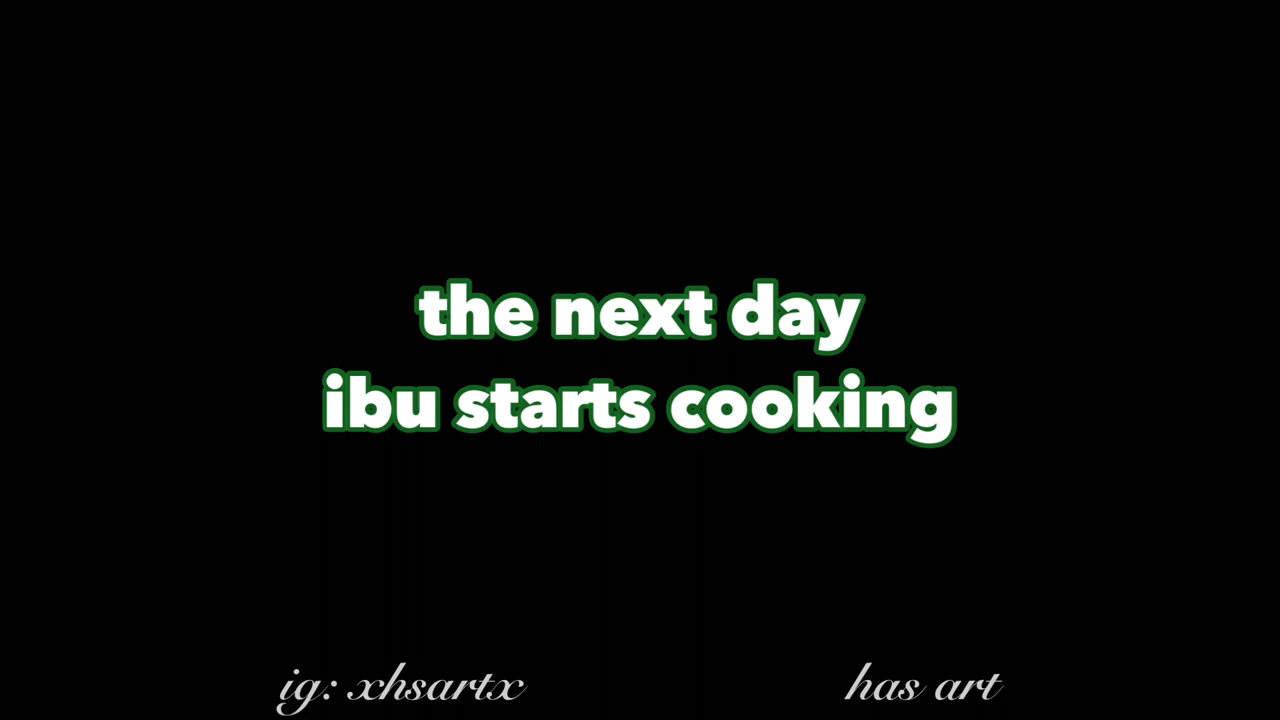 the next day
ibu starts cooking
ig: xhsartx
has art